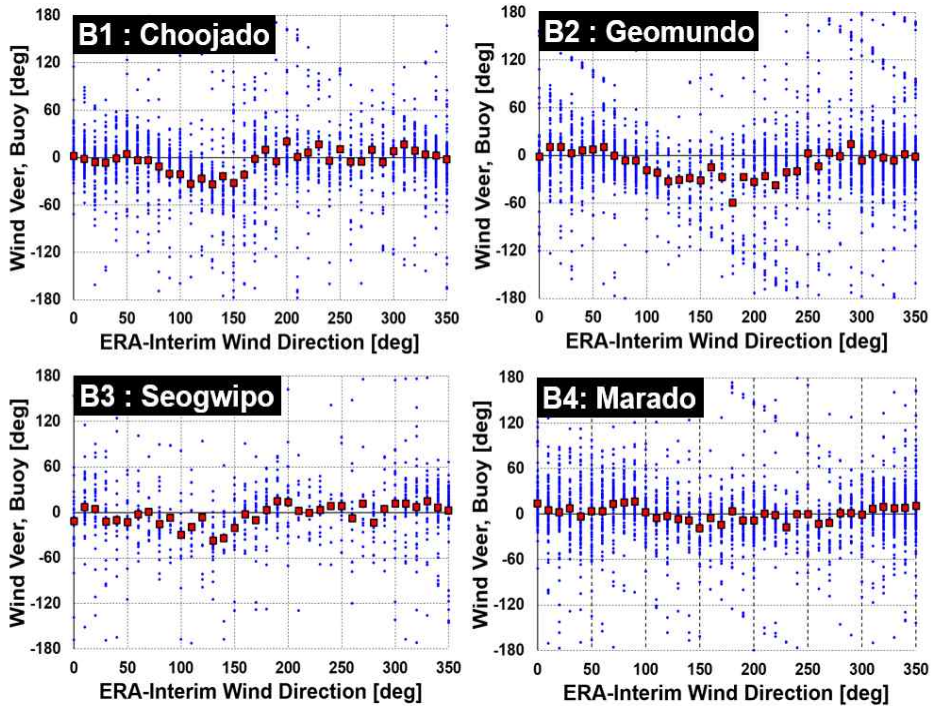 B1 : Choojado
Wind Veer, Buoy [deg]
180
120
60
0
-60
-120
-180
0 50 100 150 200 250 300 350
ERA-Interim Wind Direction [deg]
B2 : Geomundo
Wind Veer, Buoy [deg]
180
120
60
0
-60
-120
-180
0 50 100 150 200 250 300 350
ERA-Interim Wind Direction [deg]
B3 : Seogwipo
Wind Veer, Buoy [deg]
180
120
60
0
-60
-120
-180
0 50 100 150 200 250 300 350
ERA-Interim Wind Direction [deg]
B4: Marado
Wind Veer, Buoy [deg]
180
120
60
0
-60
-120
-180
0 50 100 150 200 250 300 350
ERA-Interim Wind Direction [deg]